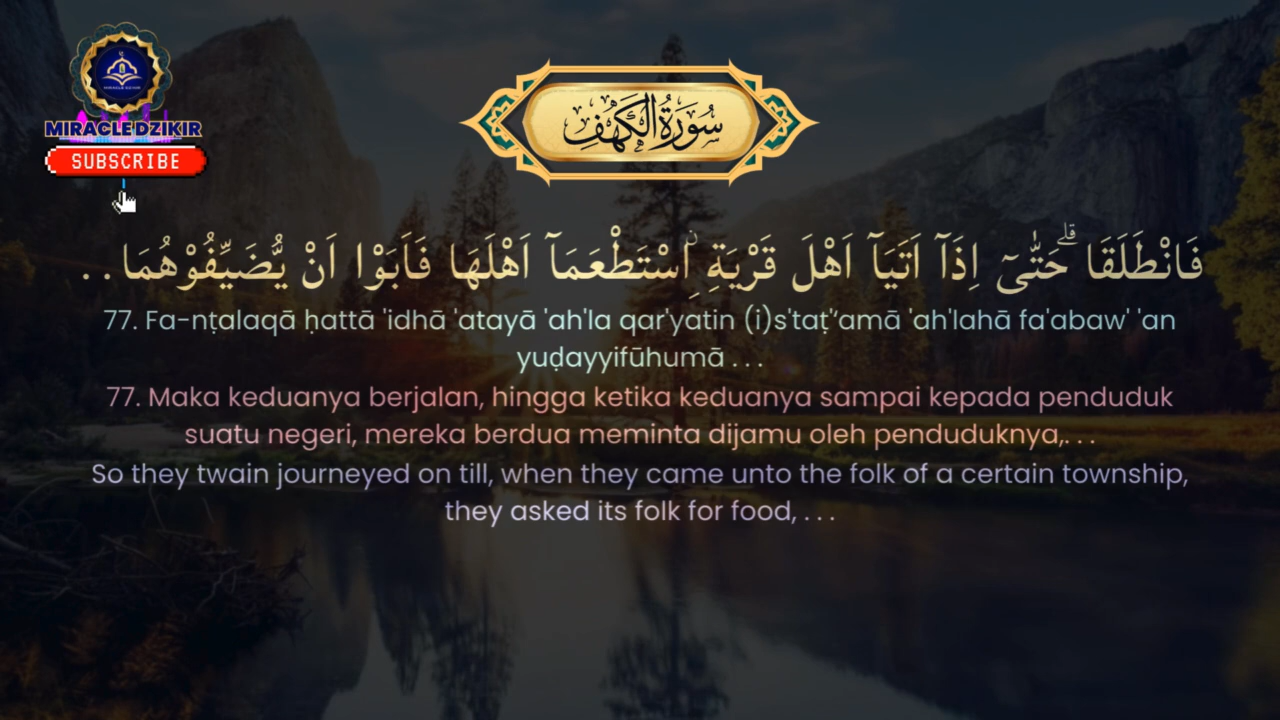 MIRACLE DZIKIR
MIRACLE DZIKIR
SUBSCRIBE
سُورَةُ الْكَهْفِ
فَانْطَلَقَا ۗ حَتّٰىٓ اِذَآ اَتَيَآ اَهْلَ قَرْيَةِ ِۨاسْتَطْعَمَآ اَهْلَهَا فَاَبَوْا اَنْ يُّضَيِّفُوْهُمَا . .
77. Fa-nṭalaqā ḥattā 'idhā 'atayā 'ah'la qar'yatin (i)s'taṭ'‘amā 'ah'lahā fa'abaw' 'an
yuḍayyifūhumā . . .
77. Maka keduanya berjalan, hingga ketika keduanya sampai kepada penduduk
suatu negeri, mereka berdua meminta dijamu oleh penduduknya,. . .
So they twain journeyed on till, when they came unto the folk of a certain township,
they asked its folk for food, . . .